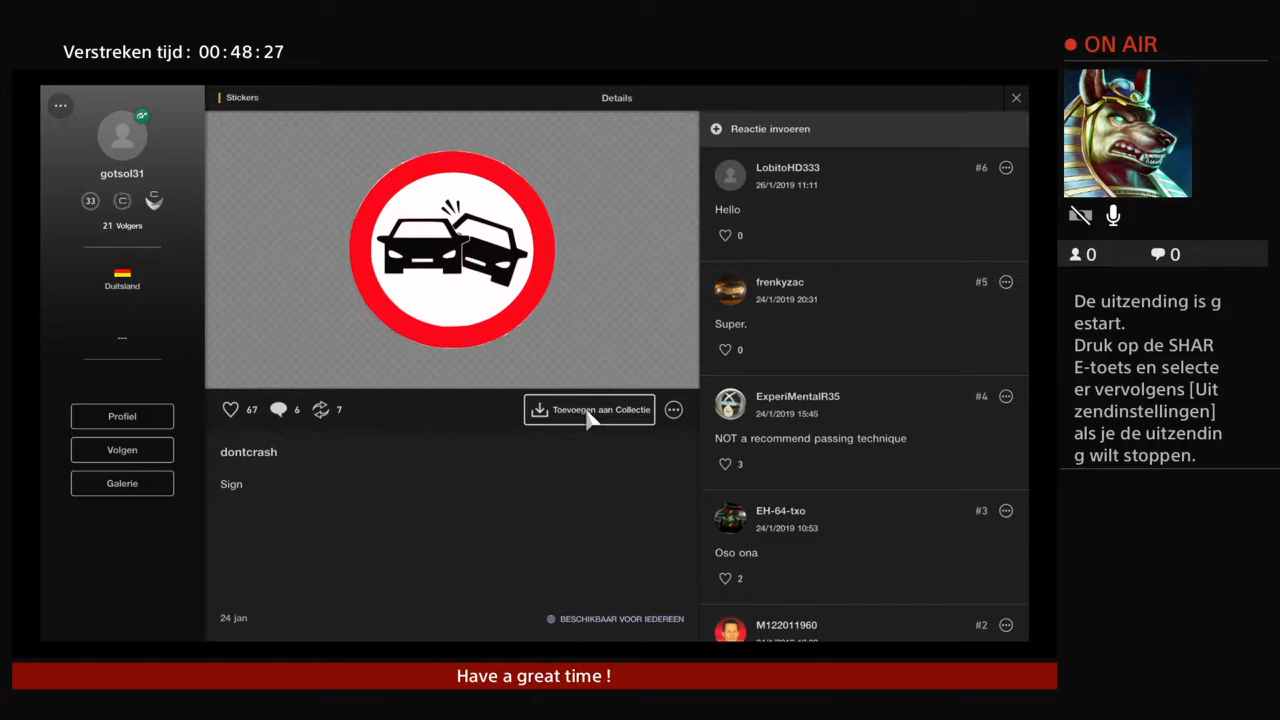 Verstreken tijd : 00:48:27
ON AIR
Stickers
Details
gotsol31
33
C
C
21 Volgers
Duitsland
---
Profiel
Volgen
Galerie
67
6
7
Toevoegen aan Collectie
dontcrash
Sign
24 jan
BESCHIKBAAR VOOR IEDEREEN
Reactie invoeren
LobitoHD333
#6
26/1/2019 11:11
Hello
0
frenkyzac
#5
24/1/2019 20:31
Super.
0
ExperiMentalR35
#4
24/1/2019 15:45
NOT a recommend passing technique
3
EH-64-txo
#3
24/1/2019 10:53
Oso ona
2
M122011960
#2
0
0
De uitzending is g
estart.
Druk op de SHAR
E-toets en selecte
er vervolgens [Uit
zendinstellingen]
als je de uitzendin
g wilt stoppen.
Have a great time !